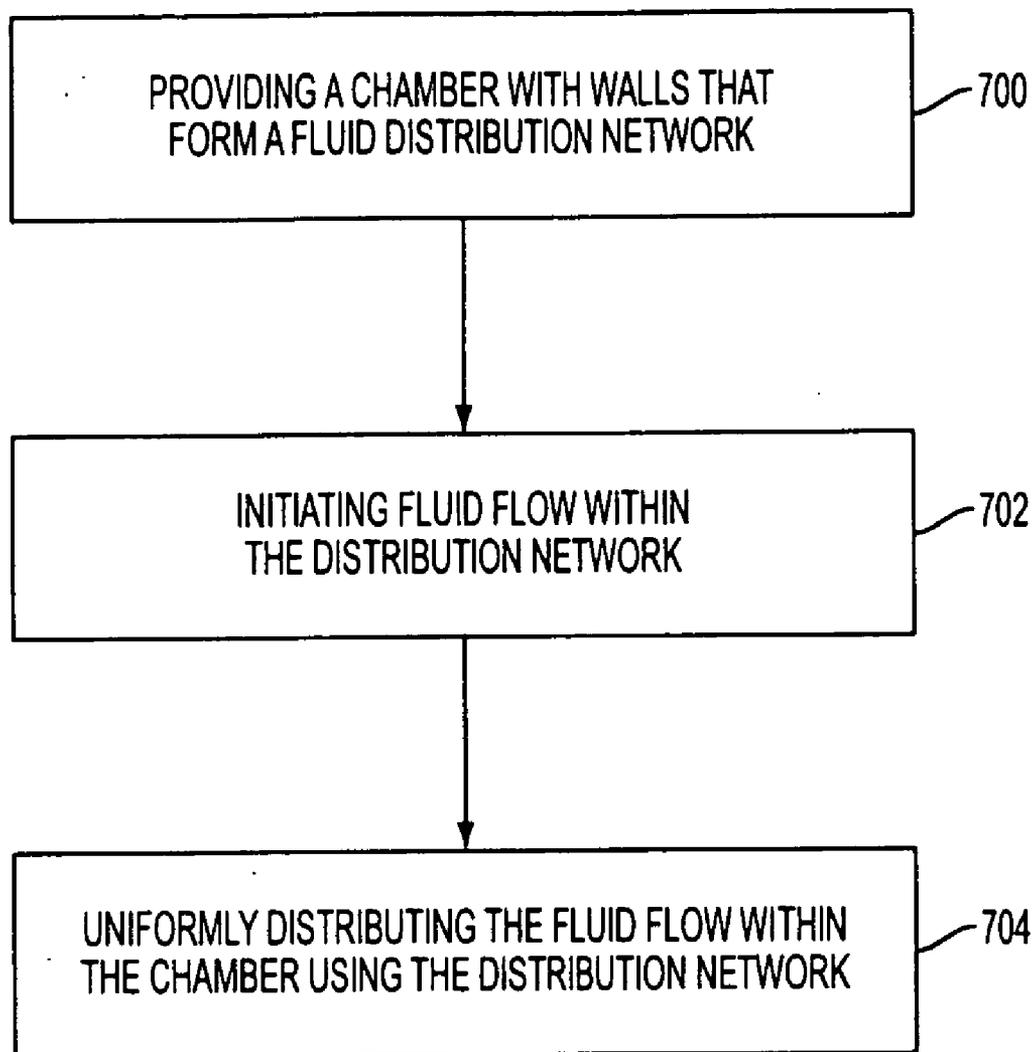 PROVIDING A CHAMBER WITH WALLS THAT
FORM A FLUID DISTRIBUTION NETWORK
700
INITIATING FLUID FLOW WITHIN
THE DISTRIBUTION NETWORK
702
UNIFORMLY DISTRIBUTING THE FLUID FLOW WITHIN
THE CHAMBER USING THE DISTRIBUTION NETWORK
704